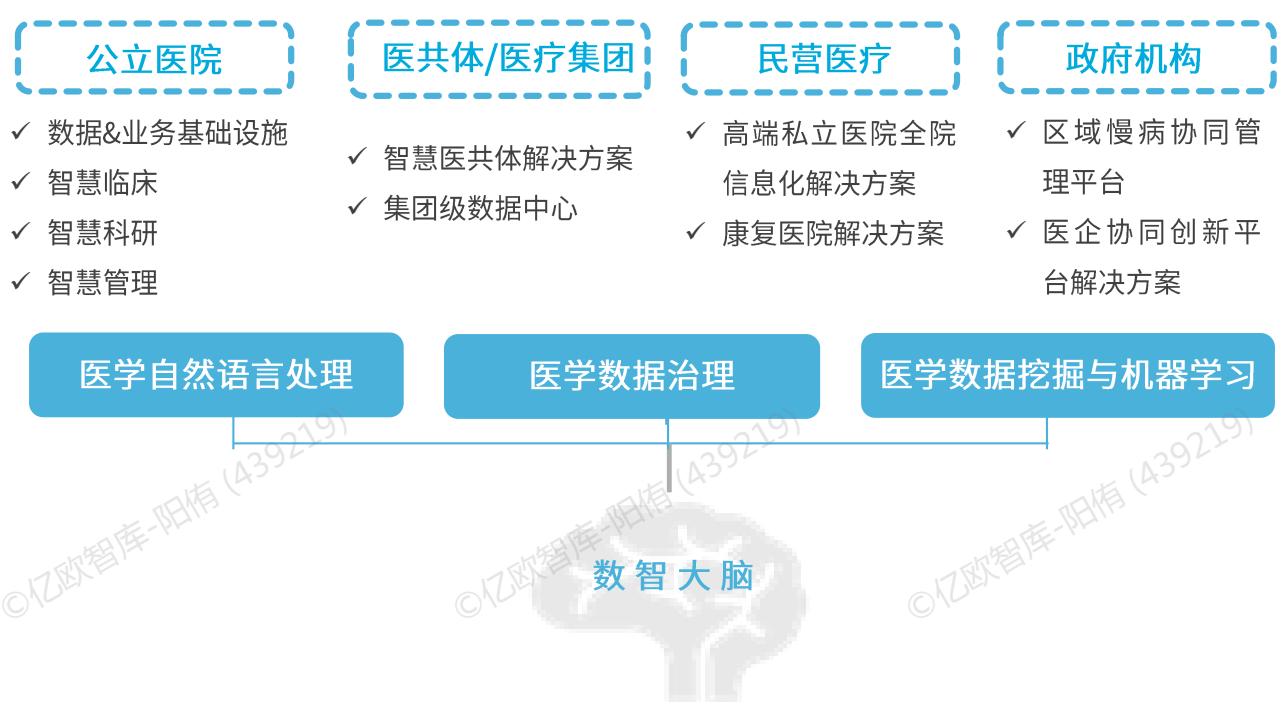 公立医院
数据&业务基础设施
智慧临床
智慧科研
智慧管理
医共体/医疗集团
智慧医共体解决方案
集团级数据中心
民营医疗
高端私立医院全院
信息化解决方案
康复医院解决方案
政府机构
区域慢病协同管
理平台
医企协同创新平
台解决方案
医学自然语言处理
医学数据治理
医学数据挖掘与机器学习
数智大脑
©亿欧智库-阳侑 (439219)
©亿欧智库-阳侑 (439219)
©亿欧智库-阳侑 (439219)